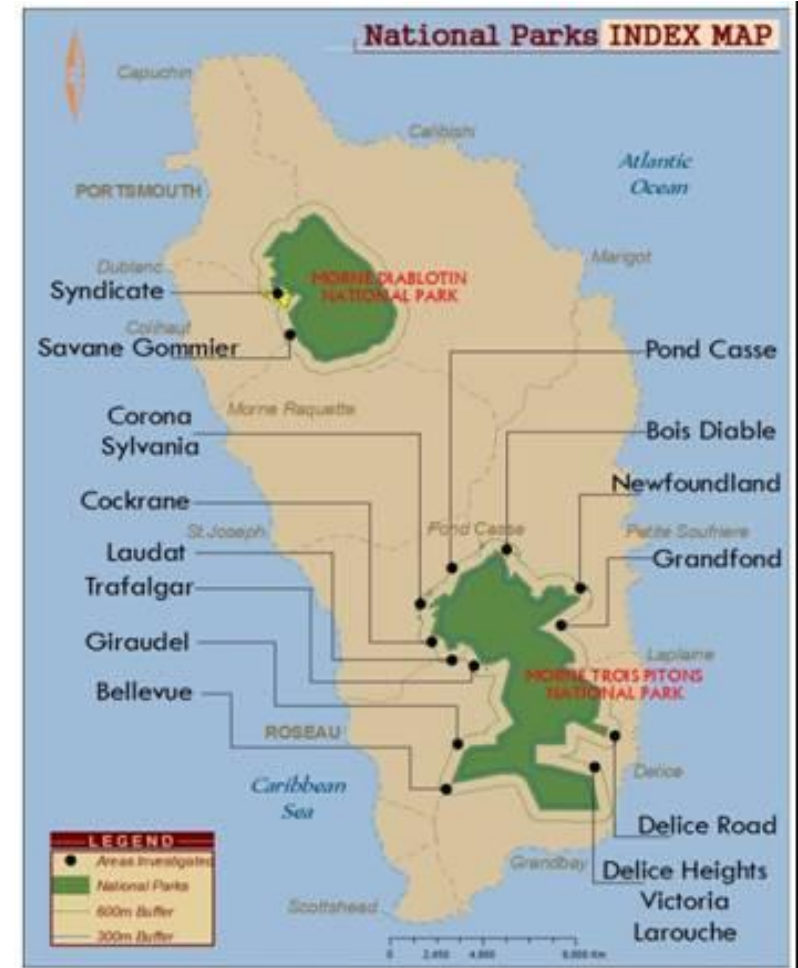 National Parks INDEX MAP
Capuchin
Calibishi
Atlantic
Ocean
PORTSMOUTH
Marigot
Dublanc
MORNE DIABLOTIN
NATIONAL PARK
Syndicate
Colihaut
Savane Gommier
Pond Casse
Morne Raquette
Corona
Sylvania
Bois Diable
Newfoundland
Cockrane
St Joseph
Pond Casse
Petite Soufriere
Laudat
Grandfond
Trafalgar
Giraudel
Laplaine
MORNE TROIS PITONS
NATIONAL PARK
Bellevue
ROSEAU
Caribbean
Sea
Delice
Delice Road
LEGEND
Areas Investigated
National Parks
600m Buffer
300m Buffer
Grandbay
Delice Heights
Victoria
Larouche
Scottshead
0